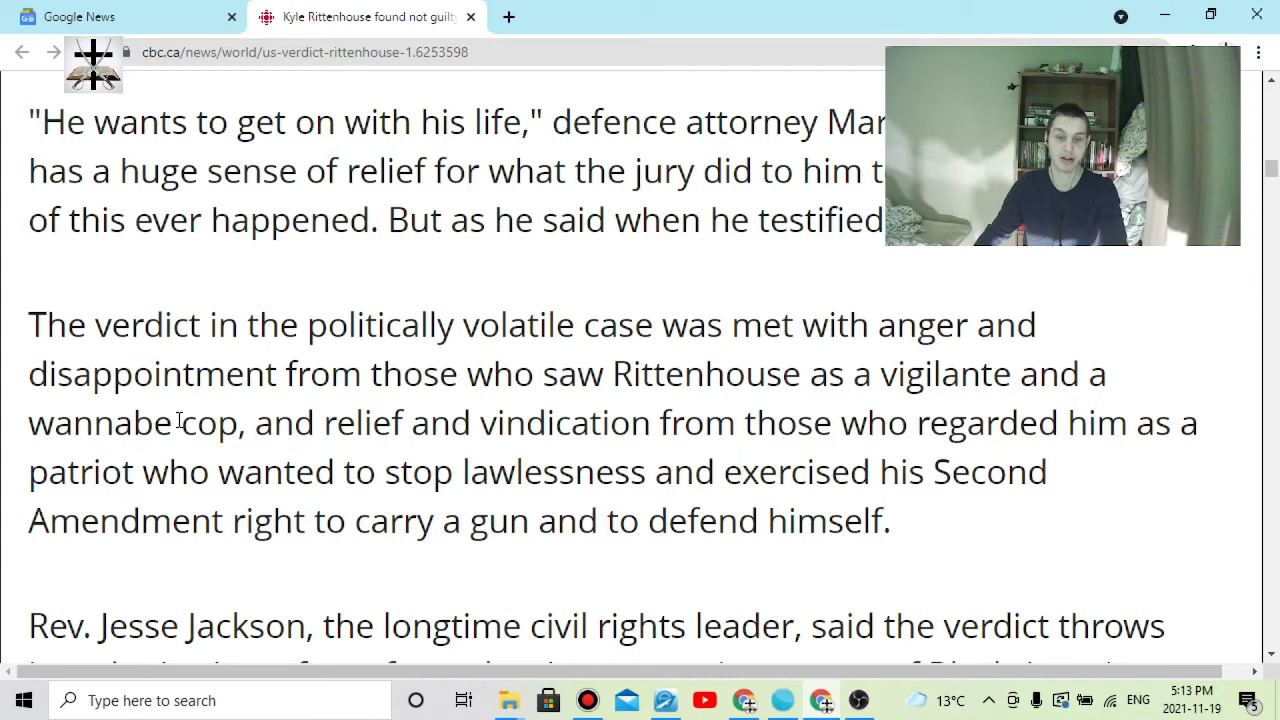 Google News
Kyle Rittenhouse found not guilty
cbc.ca/news/world/us-verdict-rittenhouse-1.6253598
"He wants to get on with his life," defence attorney Mar
has a huge sense of relief for what the jury did to him t
of this ever happened. But as he said when he testified
The verdict in the politically volatile case was met with anger and
disappointment from those who saw Rittenhouse as a vigilante and a
wannabe cop, and relief and vindication from those who regarded him as a
patriot who wanted to stop lawlessness and exercised his Second
Amendment right to carry a gun and to defend himself.
Rev. Jesse Jackson, the longtime civil rights leader, said the verdict throws
Type here to search
13°C
ENG
5:13 PM
2021-11-19
5